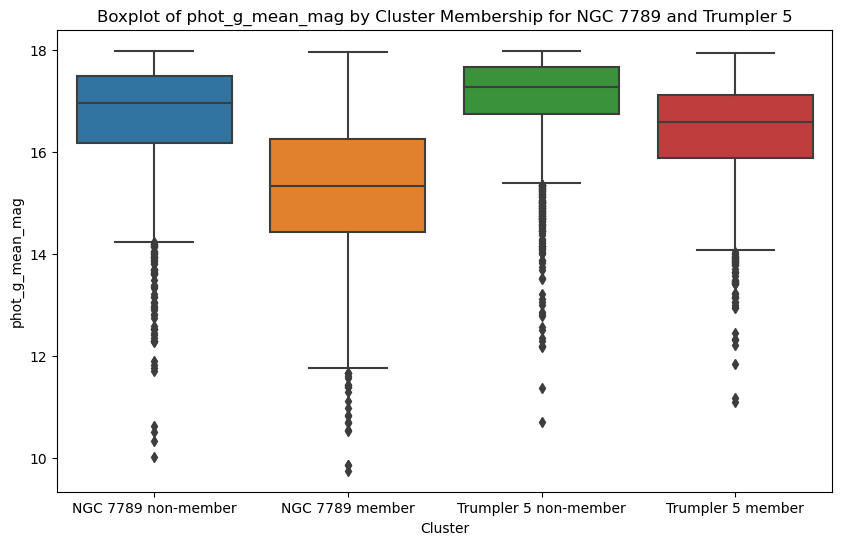 Boxplot of phot_g_mean_mag by Cluster Membership for NGC 7789 and Trumpler 5
phot_g_mean_mag
18
16
14
12
10
NGC 7789 non-member
NGC 7789 member
Trumpler 5 non-member
Trumpler 5 member
Cluster